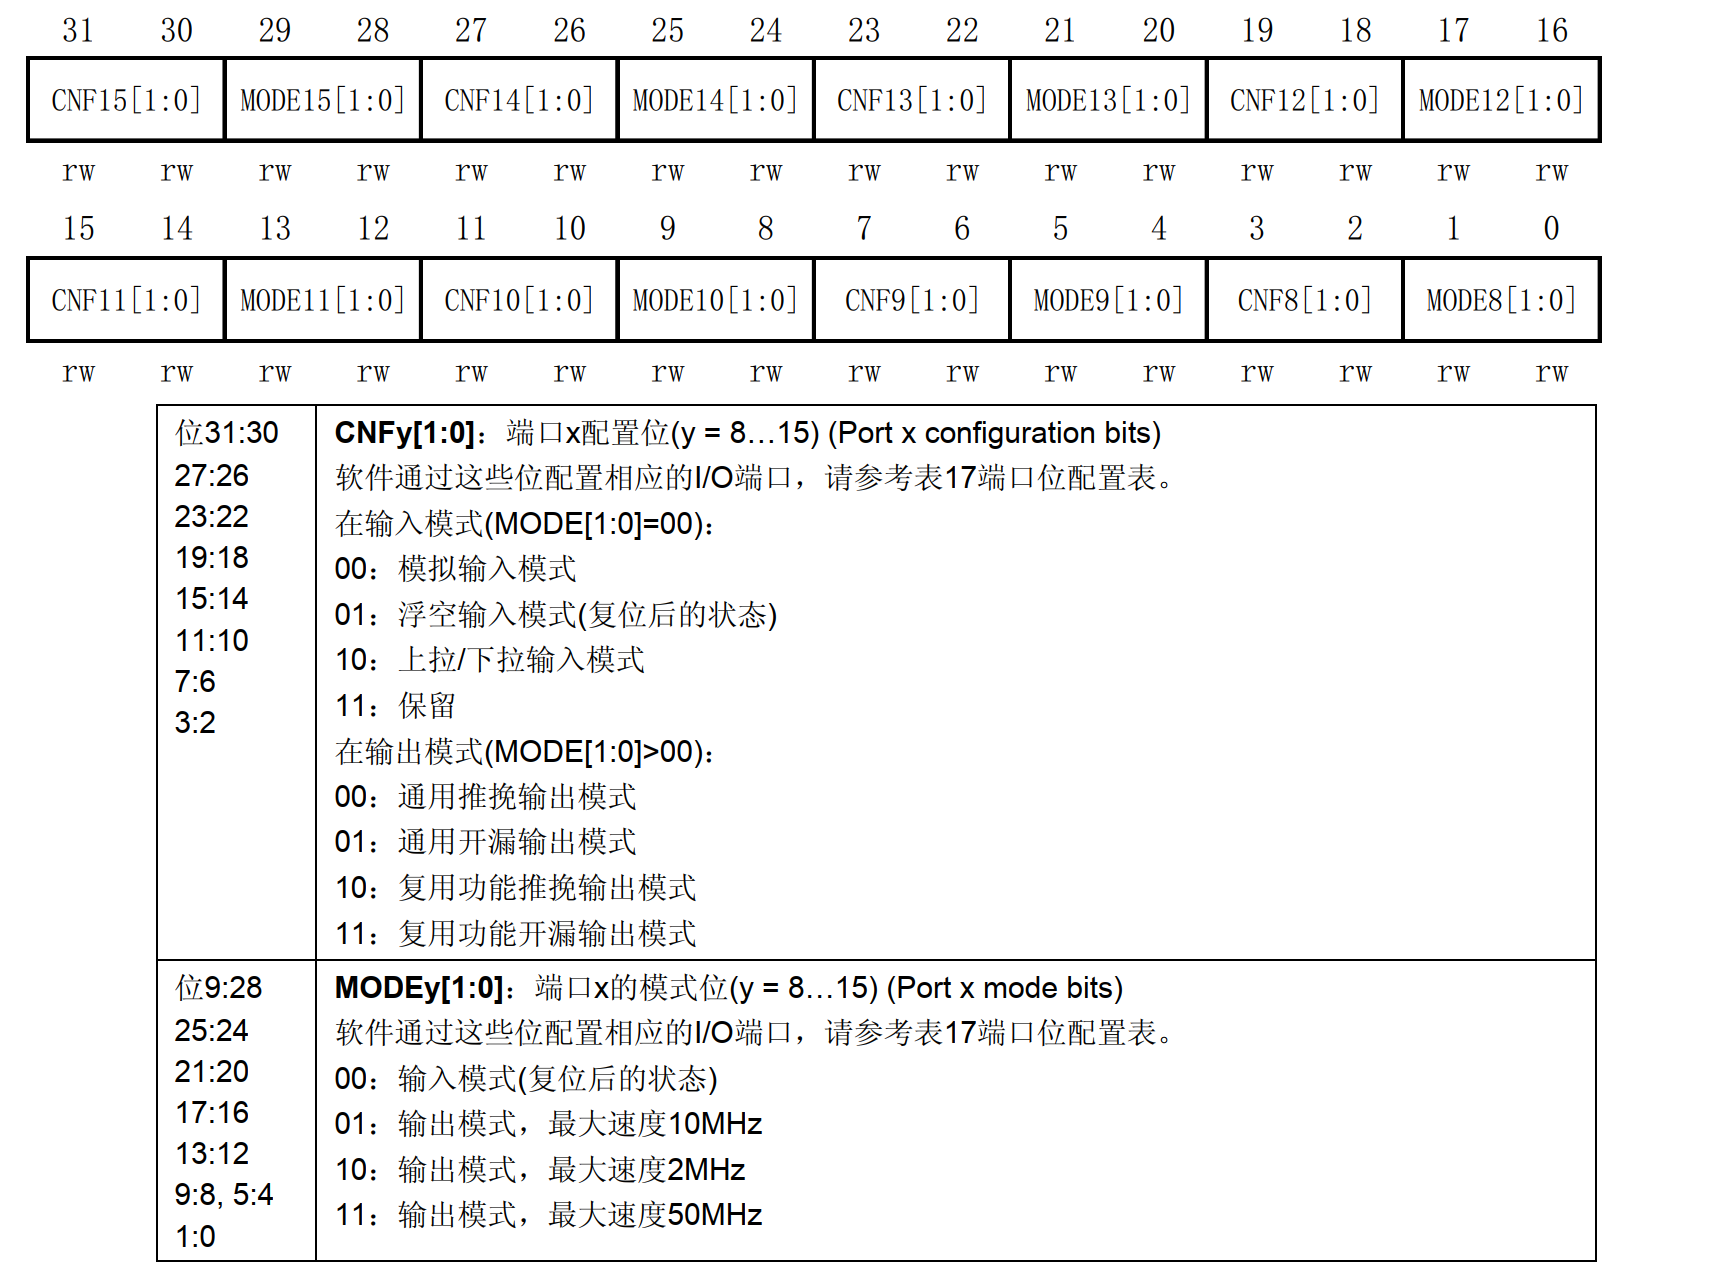 31 30 29 28 27 26 25 24 23 22 21 20 19 18 17 16
CNF15[1:0] MODE15[1:0] CNF14[1:0] MODE14[1:0] CNF13[1:0] MODE13[1:0] CNF12[1:0] MODE12[1:0]
rw rw rw rw rw rw rw rw rw rw rw rw rw rw rw rw
15 14 13 12 11 10 9 8 7 6 5 4 3 2 1 0
CNF11[1:0] MODE11[1:0] CNF10[1:0] MODE10[1:0] CNF9[1:0] MODE9[1:0] CNF8[1:0] MODE8[1:0]
rw rw rw rw rw rw rw rw rw rw rw rw rw rw rw rw
位31:30
27:26
23:22
19:18
15:14
11:10
7:6
3:2
CNFy[1:0]：端口x配置位(y = 8…15) (Port x configuration bits)
软件通过这些位配置相应的I/O端口，请参考表17端口位配置表。
在输入模式(MODE[1:0]=00)：
00：模拟输入模式
01：浮空输入模式(复位后的状态)
10：上拉/下拉输入模式
11：保留
在输出模式(MODE[1:0]>00)：
00：通用推挽输出模式
01：通用开漏输出模式
10：复用功能推挽输出模式
11：复用功能开漏输出模式
位9:28
25:24
21:20
17:16
13:12
9:8, 5:4
1:0
MODEy[1:0]：端口x的模式位(y = 8…15) (Port x mode bits)
软件通过这些位配置相应的I/O端口，请参考表17端口位配置表。
00：输入模式(复位后的状态)
01：输出模式，最大速度10MHz
10：输出模式，最大速度2MHz
11：输出模式，最大速度50MHz